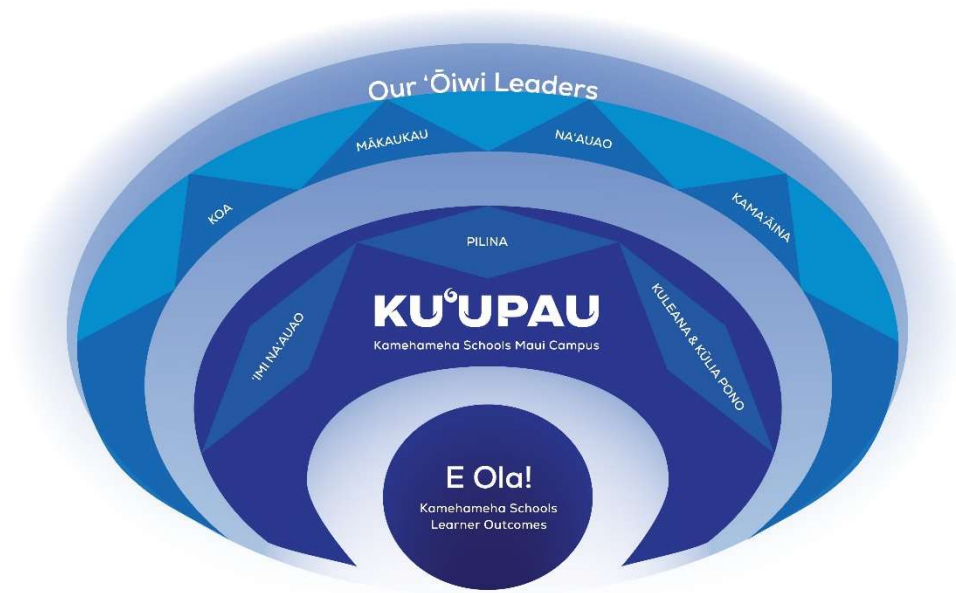 Our ʻŌiwi Leaders
KOA
MĀKAUKAU
NAʻAUAO
KAMAʻĀINA
ʻIMI NAʻAUAO
PILINA
KULEANA & KŪLIA PONO
KUʻUPAU
Kamehameha Schools Maui Campus
E Ola!
Kamehameha Schools
Learner Outcomes